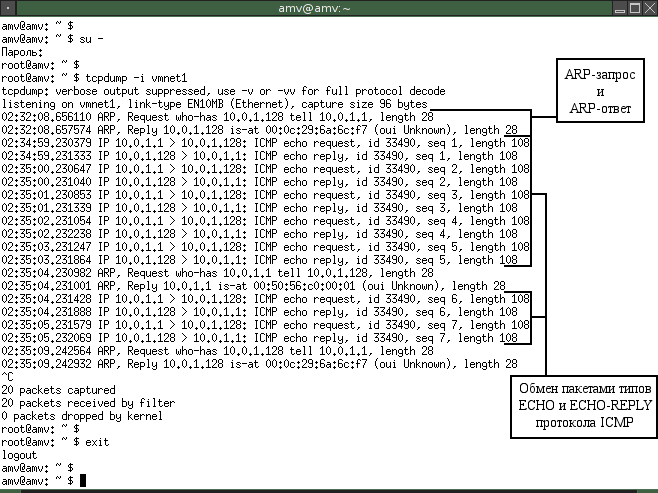 amv@amv:~
amv@amv: ~ $
amv@amv: ~ $ su -
Пароль:
root@amv: ~ $
root@amv: ~ $ tcpdump -i vmnet1
tcpdump: verbose output suppressed, use -v or -vv for full protocol decode
listening on vmnet1, link-type EN10MB (Ethernet), capture size 96 bytes
02:32:08.656110 ARP, Request who-has 10.0.1.128 tell 10.0.1.1, length 28
02:32:08.657574 ARP, Reply 10.0.1.128 is-at 00:0c:29:6a:6c:f7 (oui Unknown), length 28
02:34:59.230379 IP 10.0.1.1 > 10.0.1.128: ICMP echo request, id 33490, seq 1, length 108
02:34:59.231333 IP 10.0.1.128 > 10.0.1.1: ICMP echo reply, id 33490, seq 1, length 108
02:35:00.230647 IP 10.0.1.1 > 10.0.1.128: ICMP echo request, id 33490, seq 2, length 108
02:35:00.231040 IP 10.0.1.128 > 10.0.1.1: ICMP echo reply, id 33490, seq 2, length 108
02:35:01.230853 IP 10.0.1.1 > 10.0.1.128: ICMP echo request, id 33490, seq 3, length 108
02:35:01.231339 IP 10.0.1.128 > 10.0.1.1: ICMP echo reply, id 33490, seq 3, length 108
02:35:02.231054 IP 10.0.1.1 > 10.0.1.128: ICMP echo request, id 33490, seq 4, length 108
02:35:02.232238 IP 10.0.1.128 > 10.0.1.1: ICMP echo reply, id 33490, seq 4, length 108
02:35:03.231247 IP 10.0.1.1 > 10.0.1.128: ICMP echo request, id 33490, seq 5, length 108
02:35:03.231864 IP 10.0.1.128 > 10.0.1.1: ICMP echo reply, id 33490, seq 5, length 108
02:35:04.230982 ARP, Request who-has 10.0.1.1 tell 10.0.1.128, length 28
02:35:04.231001 ARP, Reply 10.0.1.1 is-at 00:50:56:c0:00:01 (oui Unknown), length 28
02:35:04.231428 IP 10.0.1.1 > 10.0.1.128: ICMP echo request, id 33490, seq 6, length 108
02:35:04.231888 IP 10.0.1.128 > 10.0.1.1: ICMP echo reply, id 33490, seq 6, length 108
02:35:05.231579 IP 10.0.1.1 > 10.0.1.128: ICMP echo request, id 33490, seq 7, length 108
02:35:05.232069 IP 10.0.1.128 > 10.0.1.1: ICMP echo reply, id 33490, seq 7, length 108
02:35:09.242564 ARP, Request who-has 10.0.1.128 tell 10.0.1.1, length 28
02:35:09.242932 ARP, Reply 10.0.1.128 is-at 00:0c:29:6a:6c:f7 (oui Unknown), length 28
^C
20 packets captured
20 packets received by filter
0 packets dropped by kernel
root@amv: ~ $
root@amv: ~ $ exit
logout
amv@amv: ~ $
amv@amv: ~ $
ARP-запрос
и
ARP-ответ
Обмен пакетами типов
ECHO и ECHO-REPLY
протокола ICMP